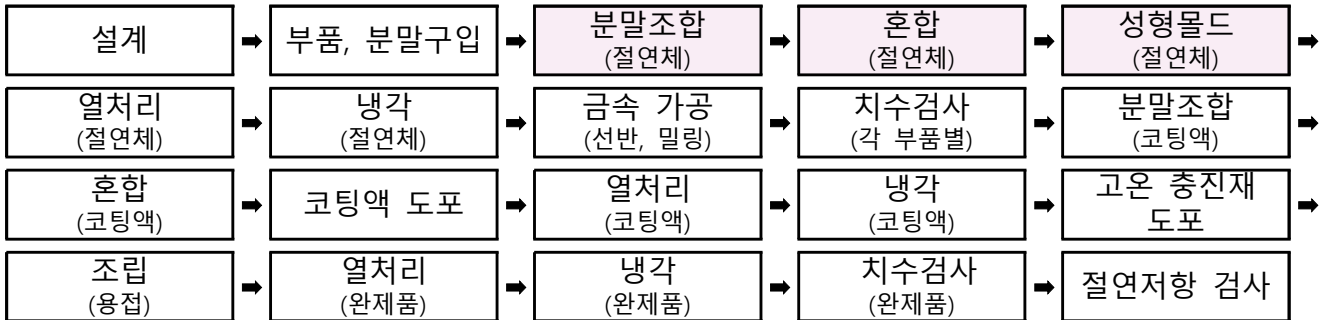 설계 ➡ 부품, 분말구입 ➡ 분말조합 ➡ 혼합 ➡ 성형몰드 ➡
(절연체) (절연체) (절연체)
열처리 ➡ 냉각 ➡ 금속 가공 ➡ 치수검사 ➡ 분말조합 ➡
(절연체) (절연체) (선반, 밀링) (각 부품별) (코팅액)
혼합 ➡ 코팅액 도포 ➡ 열처리 ➡ 냉각 ➡ 고온 충진재 ➡
(코팅액) (코팅액) (코팅액) 도포
조립 ➡ 열처리 ➡ 냉각 ➡ 치수검사 ➡ 절연저항 검사
(용접) (완제품) (완제품) (완제품)